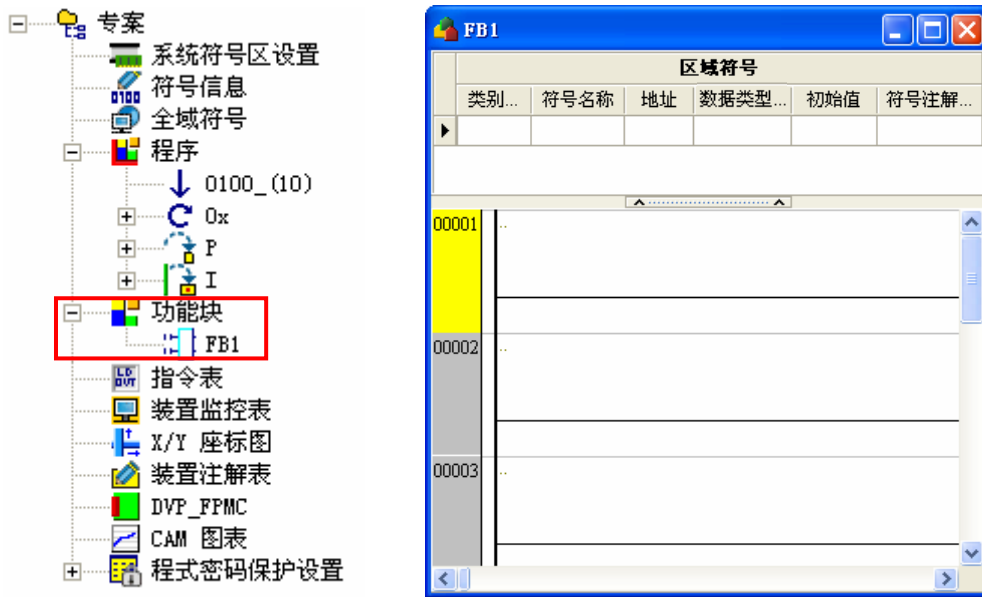 专案
系统符号区设置
符号信息
全域符号
程序
0100_(10)
Ox
P
I
功能块
FB1
指令表
装置监控表
X/Y 座标图
装置注解表
DVP_FPMC
CAM 图表
程式密码保护设置
FB1
区域符号
类别... 符号名称 地址 数据类型... 初始值 符号注解...
00001
00002
00003